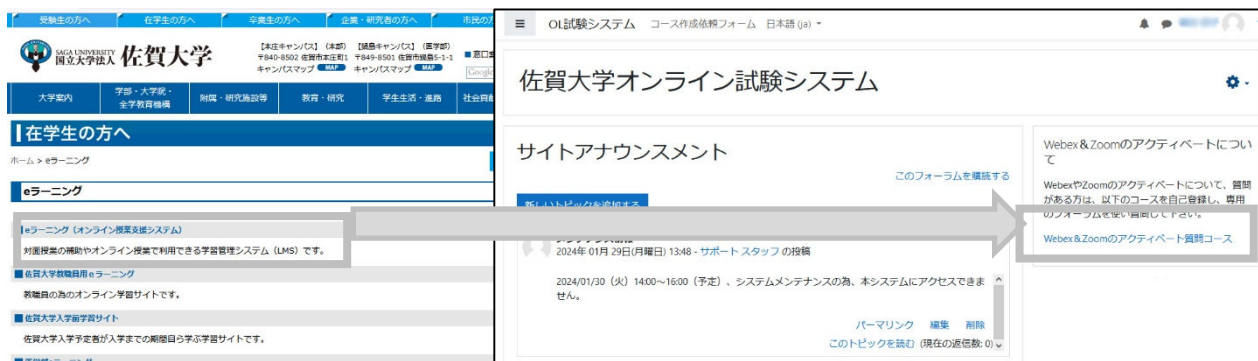 受験生の方へ
在学生の方へ
卒業生の方へ
企業・研究者の方へ
市民の方
SAGA UNIVERSITY
国立大学法人 佐賀大学
【本庄キャンパス】(本部)
〒840-8502 佐賀市本庄町1
キャンパスマップ MAP
【鍋島キャンパス】(医学部)
〒849-8501 佐賀市鍋島5-1-1
キャンパスマップ MAP
Google
大学案内
学部・大学院・
全学教育機構
附属・研究施設等
教育・研究
学生生活・進路
在学生の方へ
ホーム > eラーニング
eラーニング
eラーニング(オンライン授業支援システム)
対面授業の補助やオンライン授業で利用できる学習管理システム(LMS)です。
佐賀大学教職員用eラーニング
教職員の為のオンライン学習サイトです。
佐賀大学入学前学習サイト
佐賀大学入学予定者が入学までの期間自ら学ぶ学習サイトです。
OL試験システム コース作成依頼フォーム 日本語 (ja)
佐賀大学オンライン試験システム
サイトアナウンスメント
このフォーラムを購読する
新しいトピックを追加する
2024年 01月 29日(月曜日) 13:48 - サポート スタッフ の投稿
2024/01/30(火)14:00~16:00(予定)、システムメンテナンスの為、本システムにアクセスできま
せん。
パーマリンク 編集 削除
このトピックを読む (現在の返信数: 0)
Webex&Zoomのアクティベートについ
て
WebexやZoomのアクティベートについて、質問
がある方は、以下のコースを自己登録し、専用
のフォーラムを使い質問して下さい。
Webex&Zoomのアクティベート質問コース